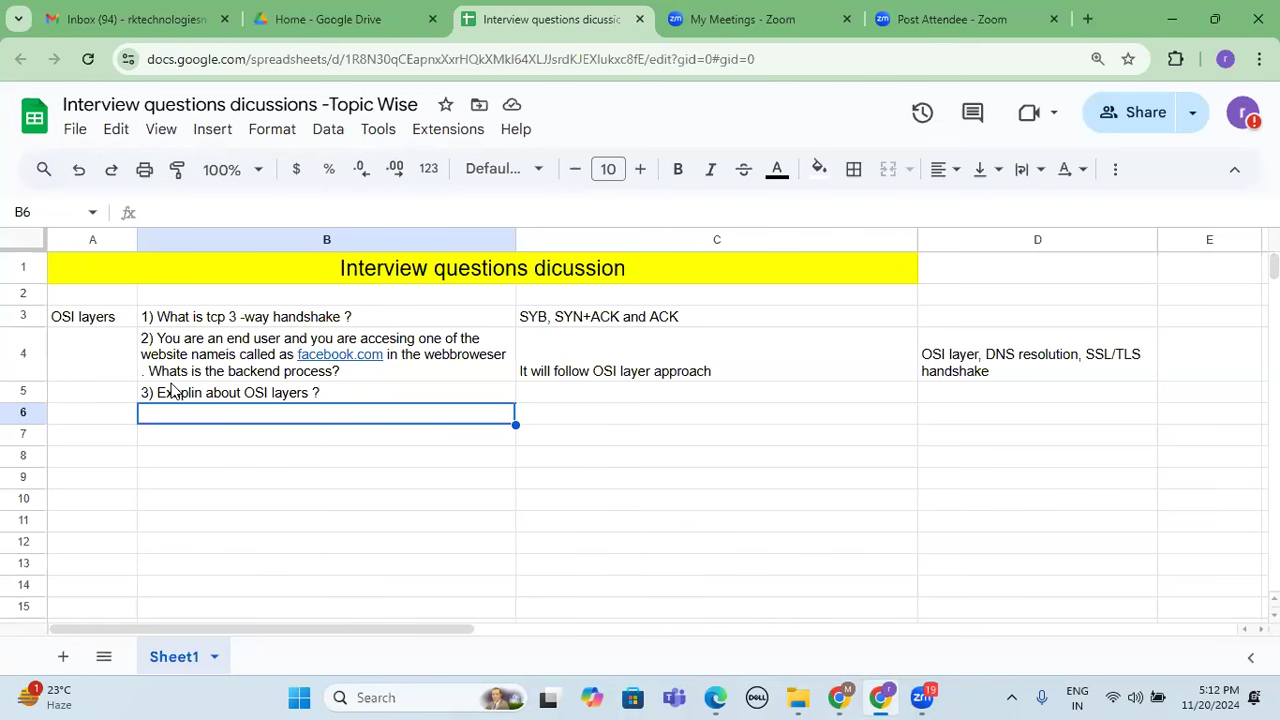 Inbox (94) - rktechnologiesn
Home - Google Drive
Interview questions dicussic
My Meetings - Zoom
Post Attendee - Zoom
docs.google.com/spreadsheets/d/1R8N30qCEapnxXxrHQkXMkl64XLJJsrdKJEXlukxc8fE/edit?gid=0#gid=0
Interview questions dicussions -Topic Wise
File Edit View Insert Format Data Tools Extensions Help
Share
r
100% $ % .0 .00 123 Defaul... 10 B I A
B6 fx
A B C D E
1 Interview questions dicussion
2
3 OSI layers 1) What is tcp 3 -way handshake ? SYB, SYN+ACK and ACK
4 2) You are an end user and you are accesing one of the
website nameis called as facebook.com in the webbroweser
. Whats is the backend process? It will follow OSI layer approach
OSI layer, DNS resolution, SSL/TLS
handshake
5 3) Explin about OSI layers ?
6
7
8
9
10
11
12
13
14
15
Sheet1
23°C
Haze
Search
19
ENG
IN
5:12 PM
11/20/2024